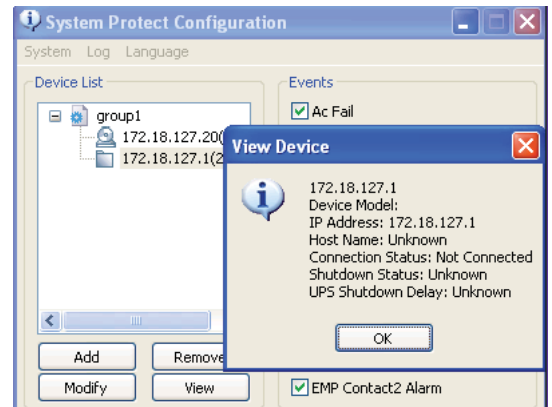 System Protect Configuration
System Log Language
Device List
Events
group1
Ac Fail
172.18.127.20(
172.18.127.1(2
View Device
172.18.127.1
Device Model:
IP Address: 172.18.127.1
Host Name: Unknown
Connection Status: Not Connected
Shutdown Status: Unknown
UPS Shutdown Delay: Unknown
OK
Add
Remove
Modify
View
EMP Contact2 Alarm